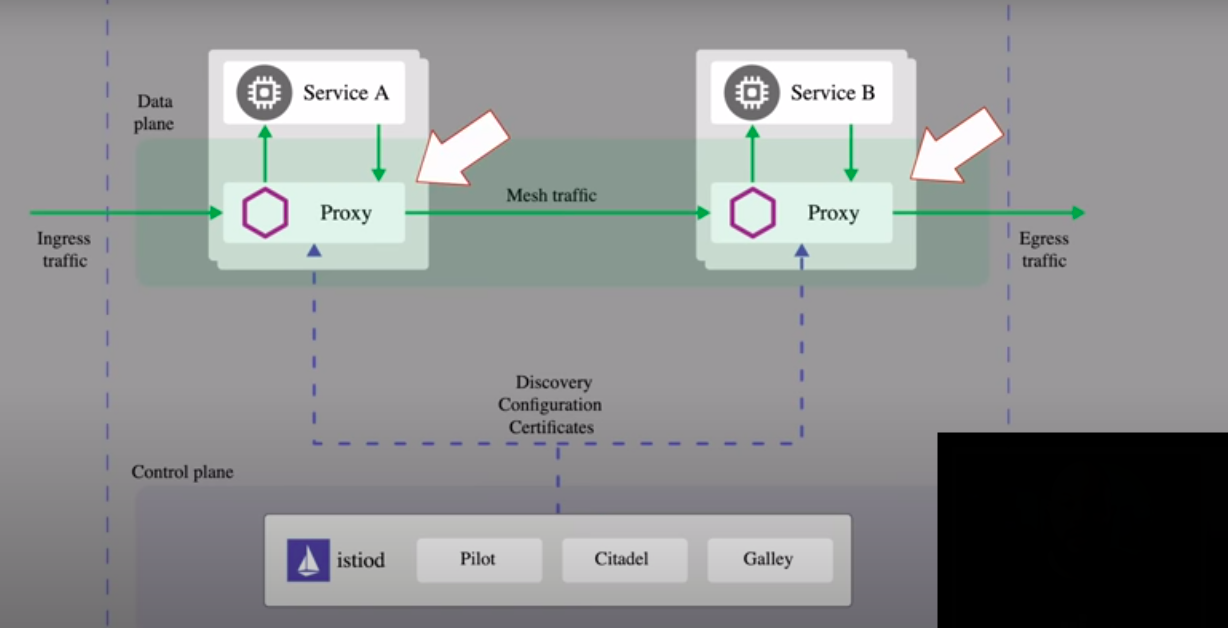 Service A
Service B
Data
plane
Mesh traffic
Proxy
Proxy
Ingress
traffic
Egress
traffic
Discovery
Configuration
Certificates
Control plane
istiod
Pilot
Citadel
Galley